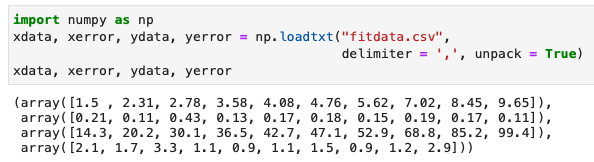 import numpy as np
xdata, xerror, ydata, yerror = np.loadtxt("fitdata.csv",
delimiter = ',', unpack = True)
xdata, xerror, ydata, yerror
(array([1.5 , 2.31, 2.78, 3.58, 4.08, 4.76, 5.62, 7.02, 8.45, 9.65]),
array([0.21, 0.11, 0.43, 0.13, 0.17, 0.18, 0.15, 0.19, 0.17, 0.11]),
array([14.3, 20.2, 30.1, 36.5, 42.7, 47.1, 52.9, 68.8, 85.2, 99.4]),
array([2.1, 1.7, 3.3, 1.1, 0.9, 1.1, 1.5, 0.9, 1.2, 2.9]))